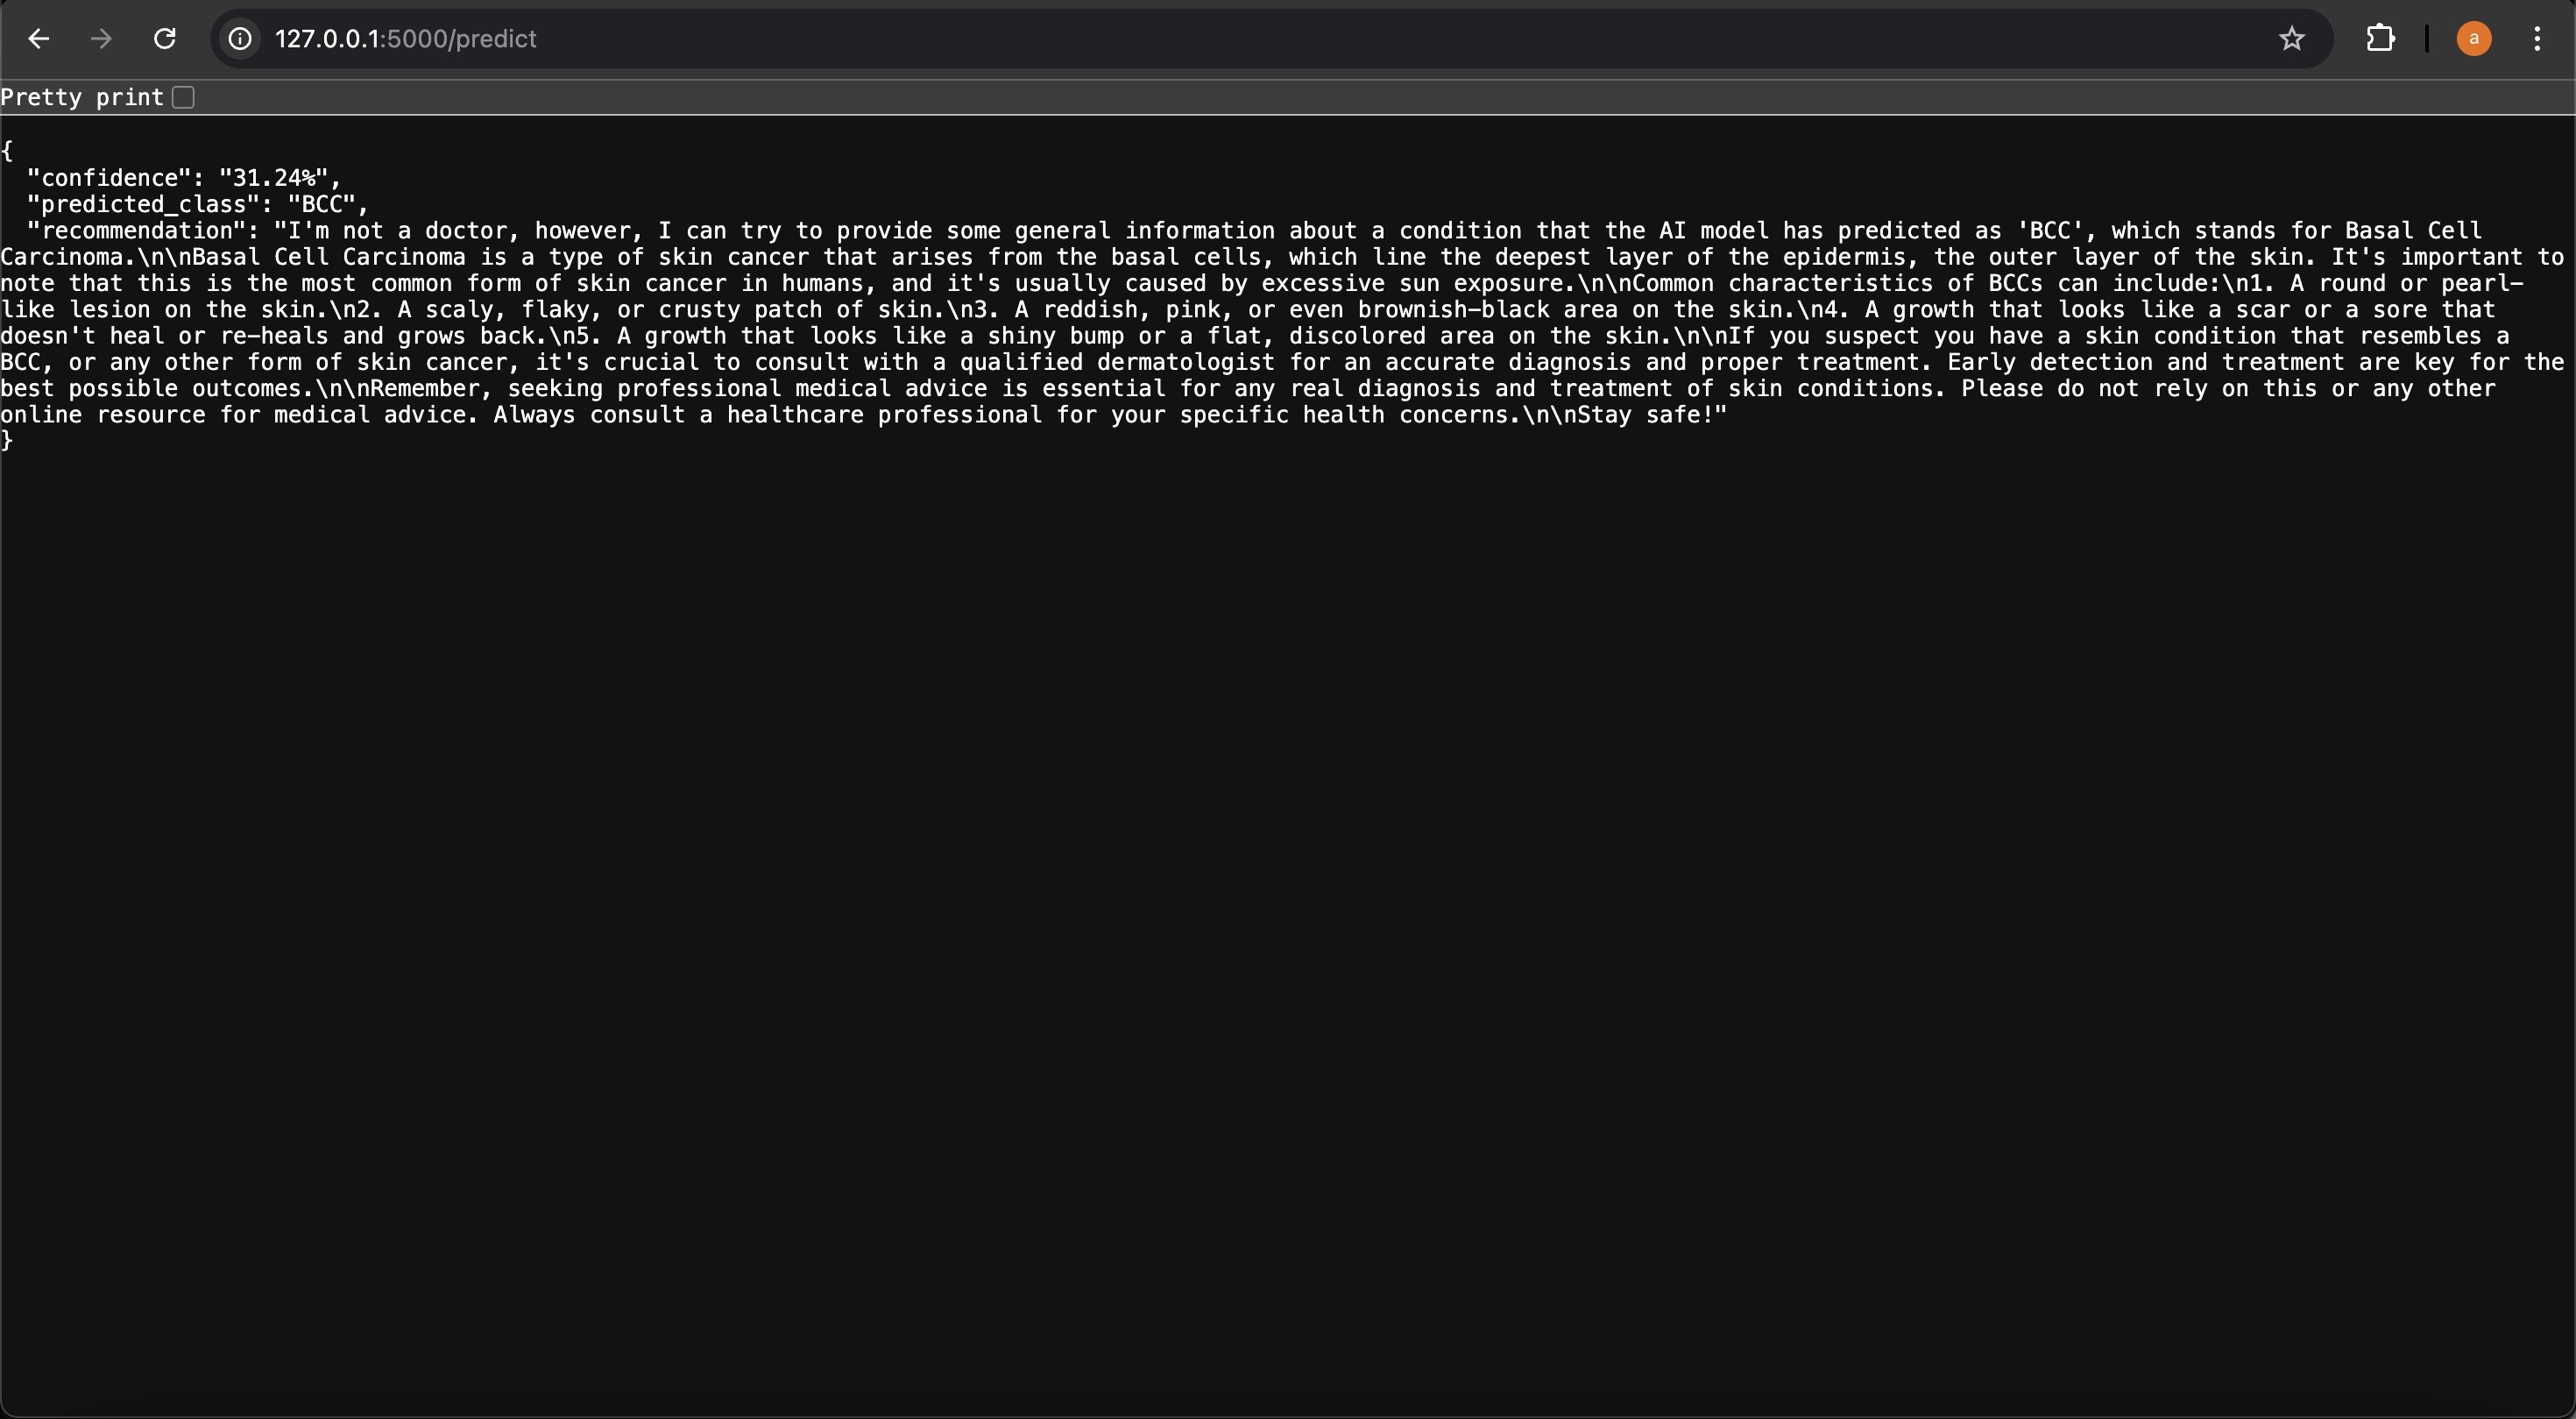 127.0.0.1:5000/predict
a
Pretty print
{
  "confidence": "31.24%",
  "predicted_class": "BCC",
  "recommendation": "I'm not a doctor, however, I can try to provide some general information about a condition that the AI model has predicted as 'BCC', which stands for Basal Cell
Carcinoma.\n\nBasal Cell Carcinoma is a type of skin cancer that arises from the basal cells, which line the deepest layer of the epidermis, the outer layer of the skin. It's important to
note that this is the most common form of skin cancer in humans, and it's usually caused by excessive sun exposure.\n\nCommon characteristics of BCCs can include:\n1. A round or pearl-
like lesion on the skin.\n2. A scaly, flaky, or crusty patch of skin.\n3. A reddish, pink, or even brownish-black area on the skin.\n4. A growth that looks like a scar or a sore that
doesn't heal or re-heals and grows back.\n5. A growth that looks like a shiny bump or a flat, discolored area on the skin.\n\nIf you suspect you have a skin condition that resembles a
BCC, or any other form of skin cancer, it's crucial to consult with a qualified dermatologist for an accurate diagnosis and proper treatment. Early detection and treatment are key for the
best possible outcomes.\n\nRemember, seeking professional medical advice is essential for any real diagnosis and treatment of skin conditions. Please do not rely on this or any other
online resource for medical advice. Always consult a healthcare professional for your specific health concerns.\n\nStay safe!"
}